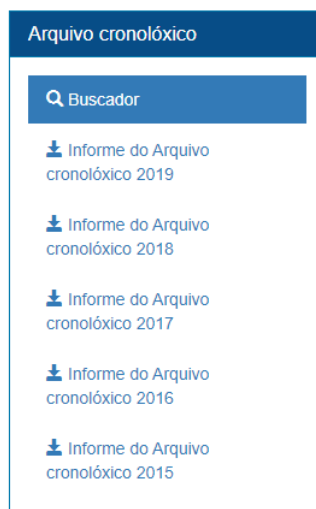 Arquivo cronolóxico
Buscador
Informe do Arquivo
cronolóxico 2019
Informe do Arquivo
cronolóxico 2018
Informe do Arquivo
cronolóxico 2017
Informe do Arquivo
cronolóxico 2016
Informe do Arquivo
cronolóxico 2015